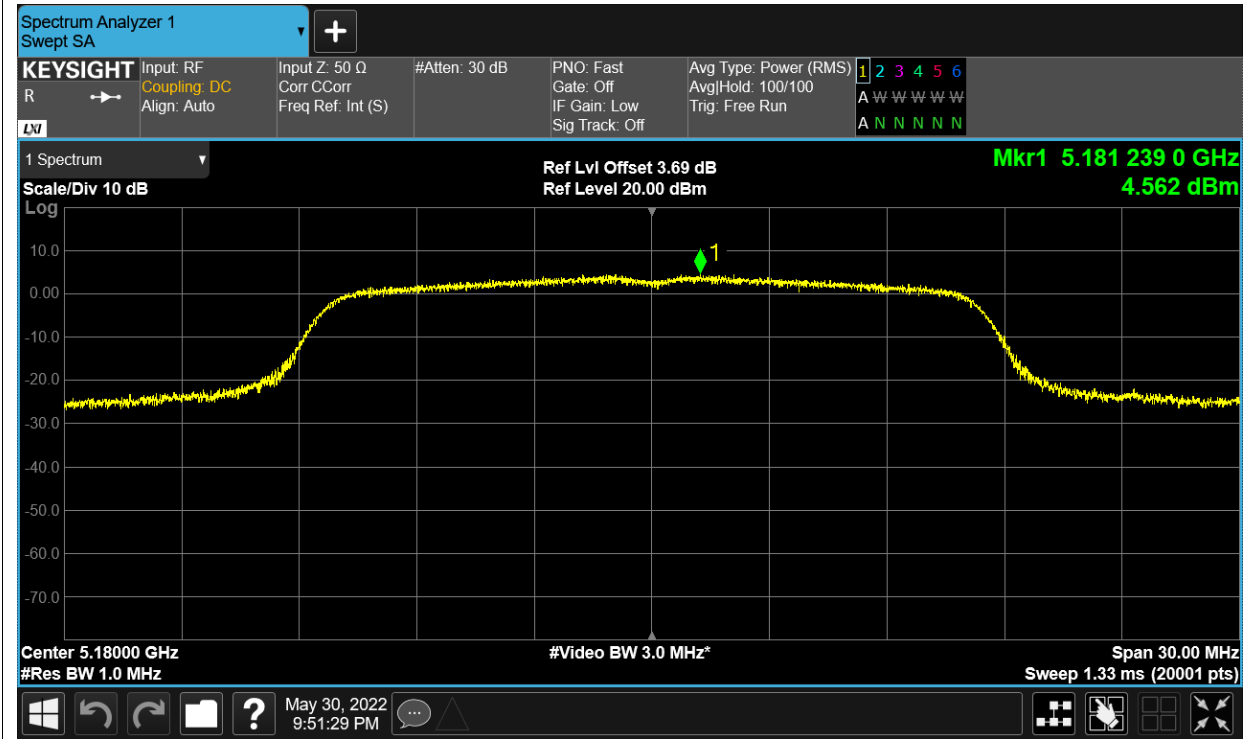 Spectrum Analyzer 1
Swept SA
KEYSIGHT
R
LXI
Input: RF
Coupling: DC
Align: Auto
Input Z: 50 Ω
Corr CCorr
Freq Ref: Int (S)
#Atten: 30 dB
PNO: Fast
Gate: Off
IF Gain: Low
Sig Track: Off
Avg Type: Power (RMS)
Avg|Hold: 100/100
Trig: Free Run
1 2 3 4 5 6
A W W W W W
A N N N N N
1 Spectrum
Scale/Div 10 dB
Log
Ref Lvl Offset 3.69 dB
Ref Level 20.00 dBm
Mkr1 5.181 239 0 GHz
4.562 dBm
1
10.0
0.00
-10.0
-20.0
-30.0
-40.0
-50.0
-60.0
-70.0
Center 5.18000 GHz
#Res BW 1.0 MHz
#Video BW 3.0 MHz*
Span 30.00 MHz
Sweep 1.33 ms (20001 pts)
?
May 30, 2022
9:51:29 PM